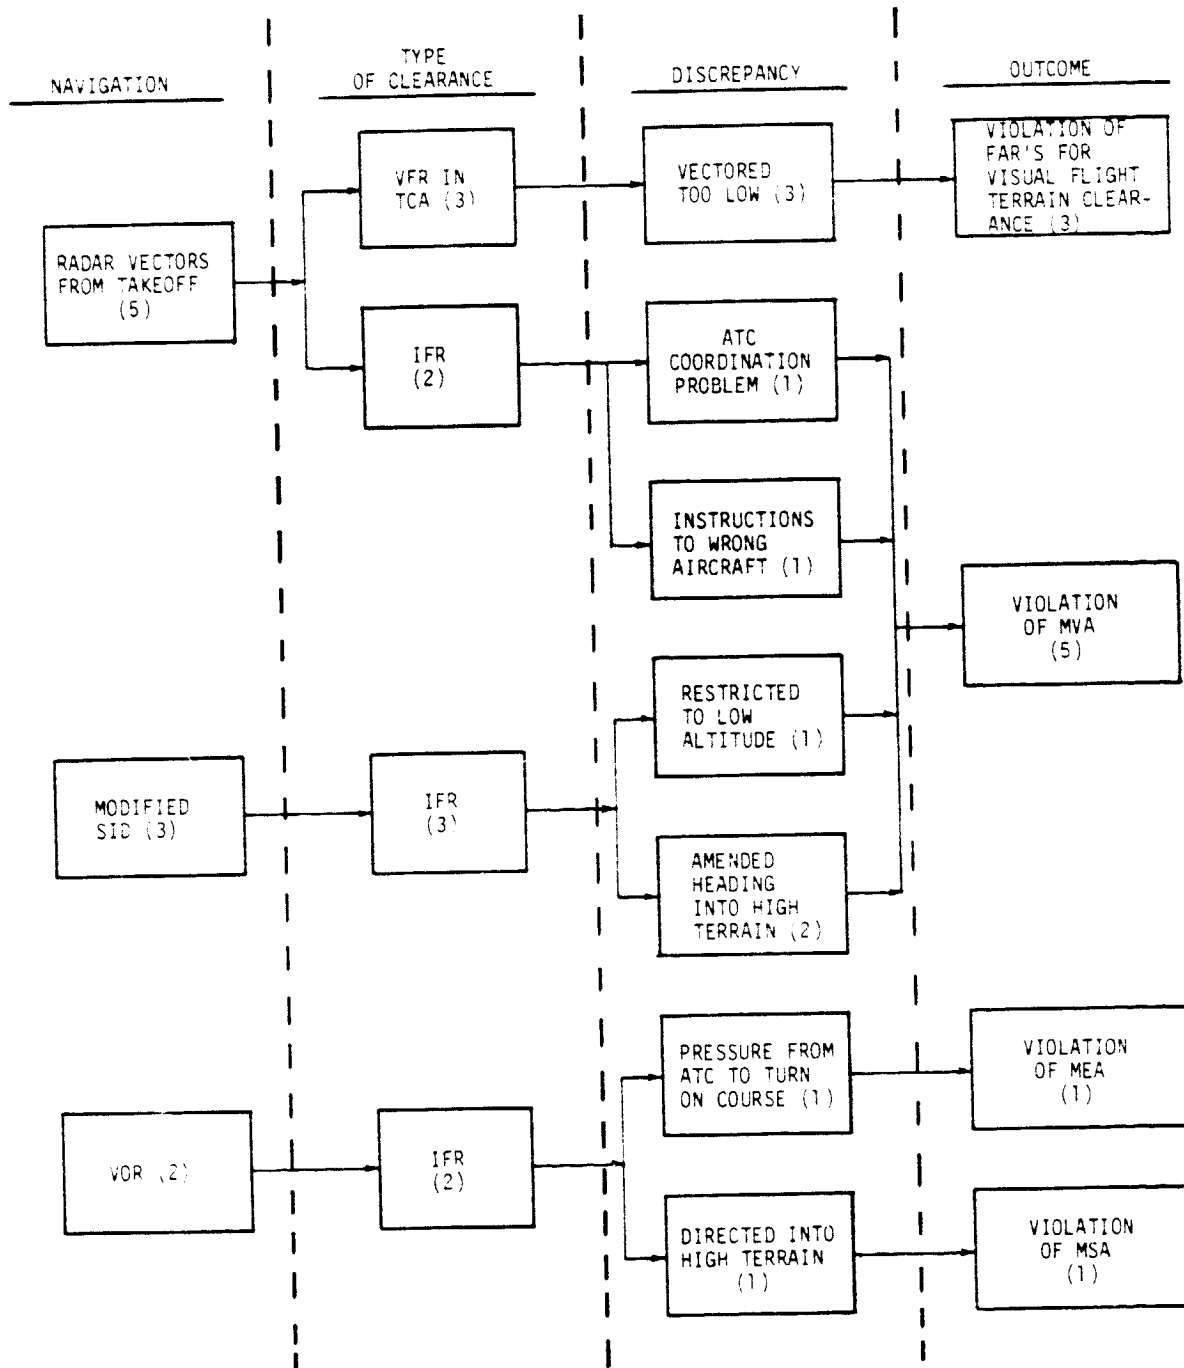 NAVIGATION
TYPE
OF CLEARANCE
DISCREPANCY
OUTCOME
RADAR VECTORS
FROM TAKEOFF
(5)
VFR IN
TCA (3)
VECTORED
TOO LOW (3)
VIOLATION OF
FAR'S FOR
VISUAL FLIGHT
TERRAIN CLEAR-
ANCE (3)
IFR
(2)
ATC
COORDINATION
PROBLEM (1)
INSTRUCTIONS
TO WRONG
AIRCRAFT (1)
VIOLATION
OF MVA
(5)
MODIFIED
SID (3)
IFR
(3)
RESTRICTED
TO LOW
ALTITUDE (1)
AMENDED
HEADING
INTO HIGH
TERRAIN (2)
VOR (2)
IFR
(2)
PRESSURE FROM
ATC TO TURN
ON COURSE (1)
VIOLATION
OF MEA
(1)
DIRECTED INTO
HIGH TERRAIN
(1)
VIOLATION
OF MSA
(1)